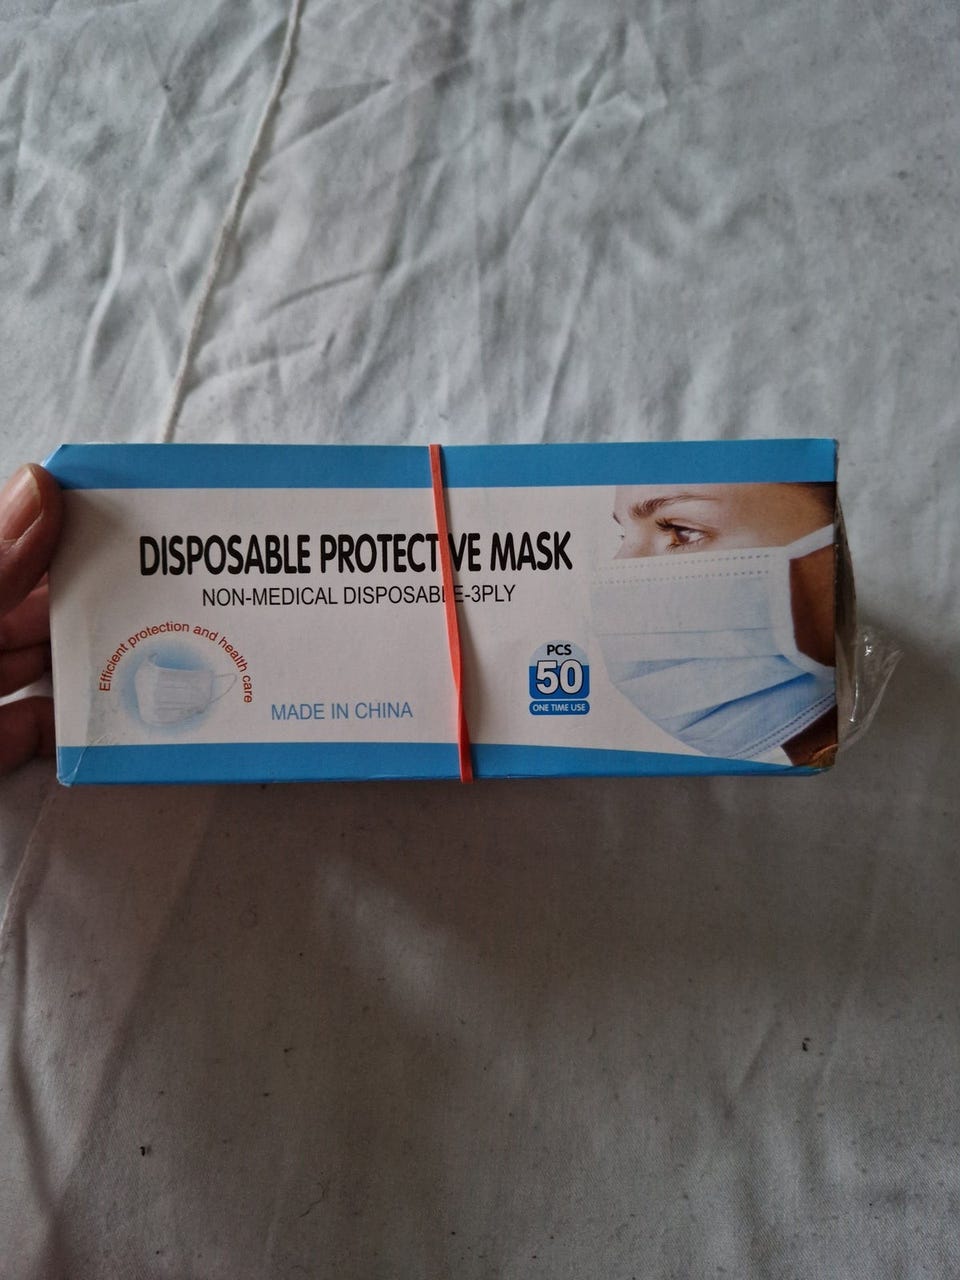 DISPOSABLE PROTECTIVE MASK
NON-MEDICAL DISPOSABLE-3PLY
Efficient protection and health care
MADE IN CHINA
PCS
50
ONE TIME USE